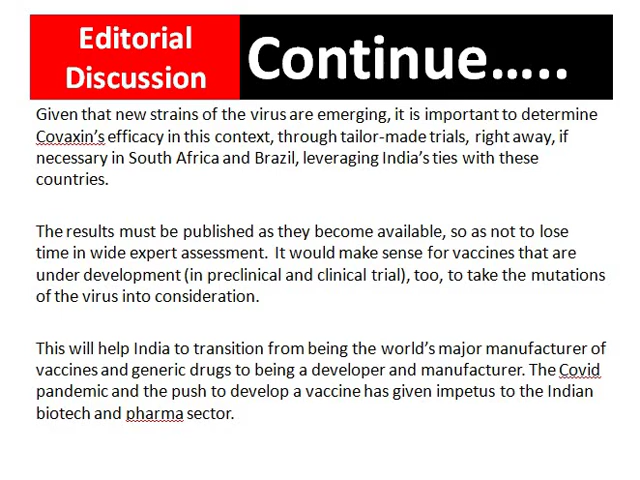 Editorial
Discussion
Continue…..
Given that new strains of the virus are emerging, it is important to determine
Covaxin’s efficacy in this context, through tailor-made trials, right away, if
necessary in South Africa and Brazil, leveraging India’s ties with these
countries.
The results must be published as they become available, so as not to lose
time in wide expert assessment.  It would make sense for vaccines that are
under development (in preclinical and clinical trial), too, to take the mutations
of the virus into consideration.
This will help India to transition from being the world’s major manufacturer of
vaccines and generic drugs to being a developer and manufacturer. The Covid
pandemic and the push to develop a vaccine has given impetus to the Indian
biotech and pharma sector.